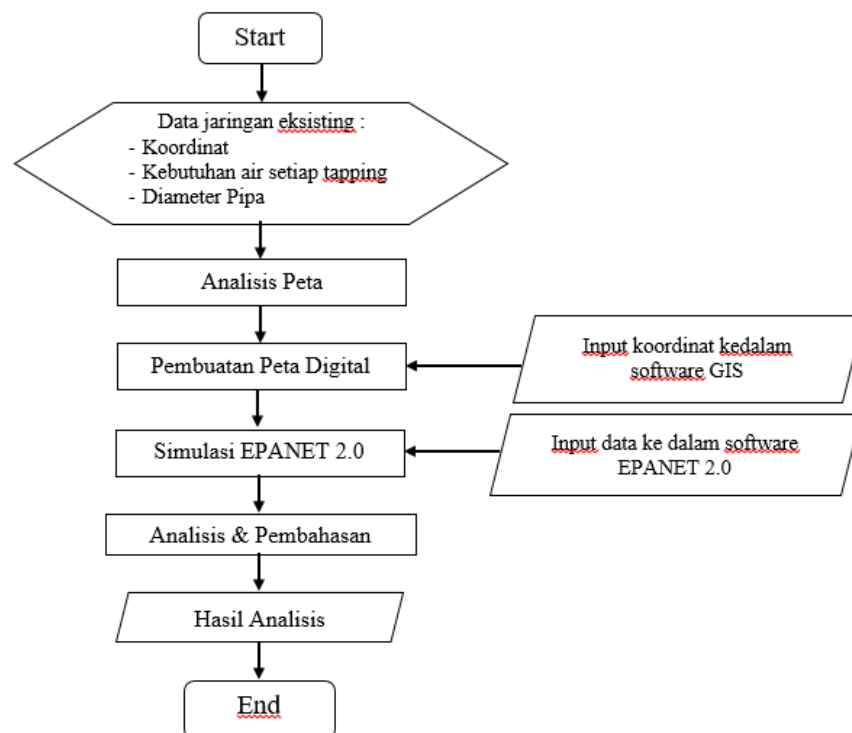 Start
Data jaringan eksisting :
- Koordinat
- Kebutuhan air setiap tapping
- Diameter Pipa
Analisis Peta
Pembuatan Peta Digital
Input koordinat kedalam
software GIS
Simulasi EPANET 2.0
Input data ke dalam software
EPANET 2.0
Analisis & Pembahasan
Hasil Analisis
End